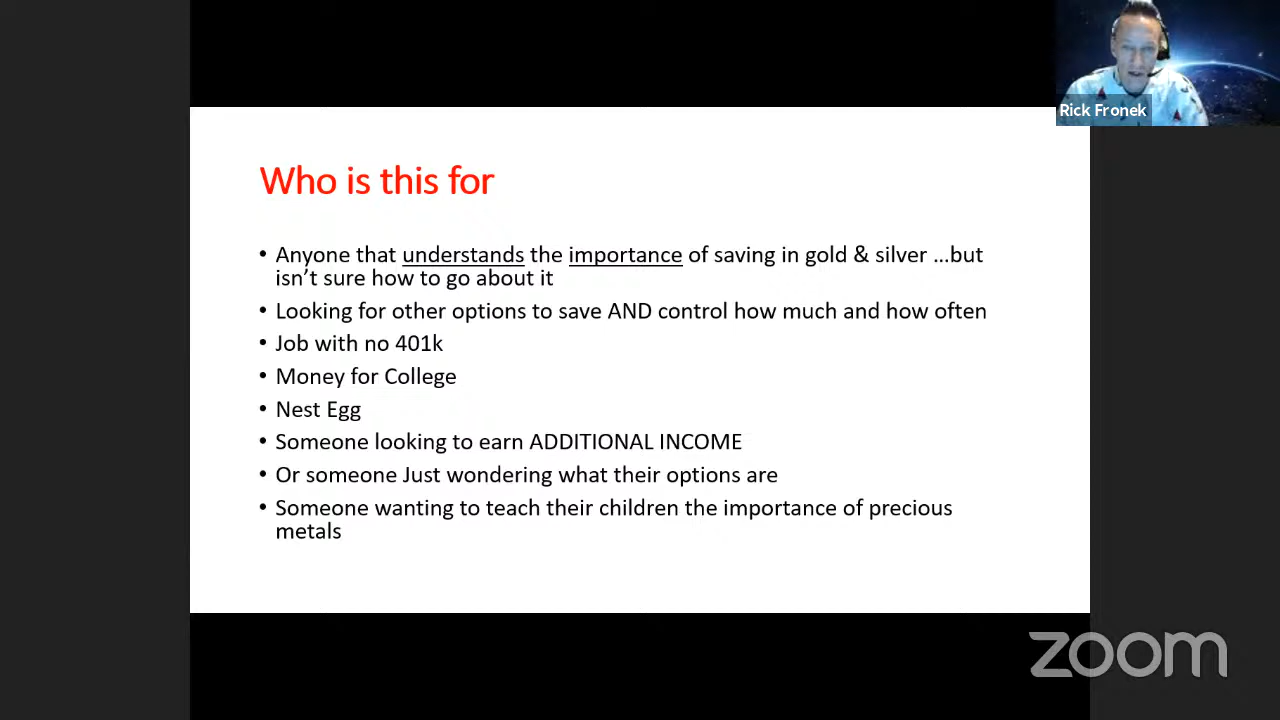 Rick Fronek
Who is this for
• Anyone that understands the importance of saving in gold & silver …but
isn't sure how to go about it
• Looking for other options to save AND control how much and how often
• Job with no 401k
• Money for College
• Nest Egg
• Someone looking to earn ADDITIONAL INCOME
• Or someone Just wondering what their options are
• Someone wanting to teach their children the importance of precious
metals
zoom